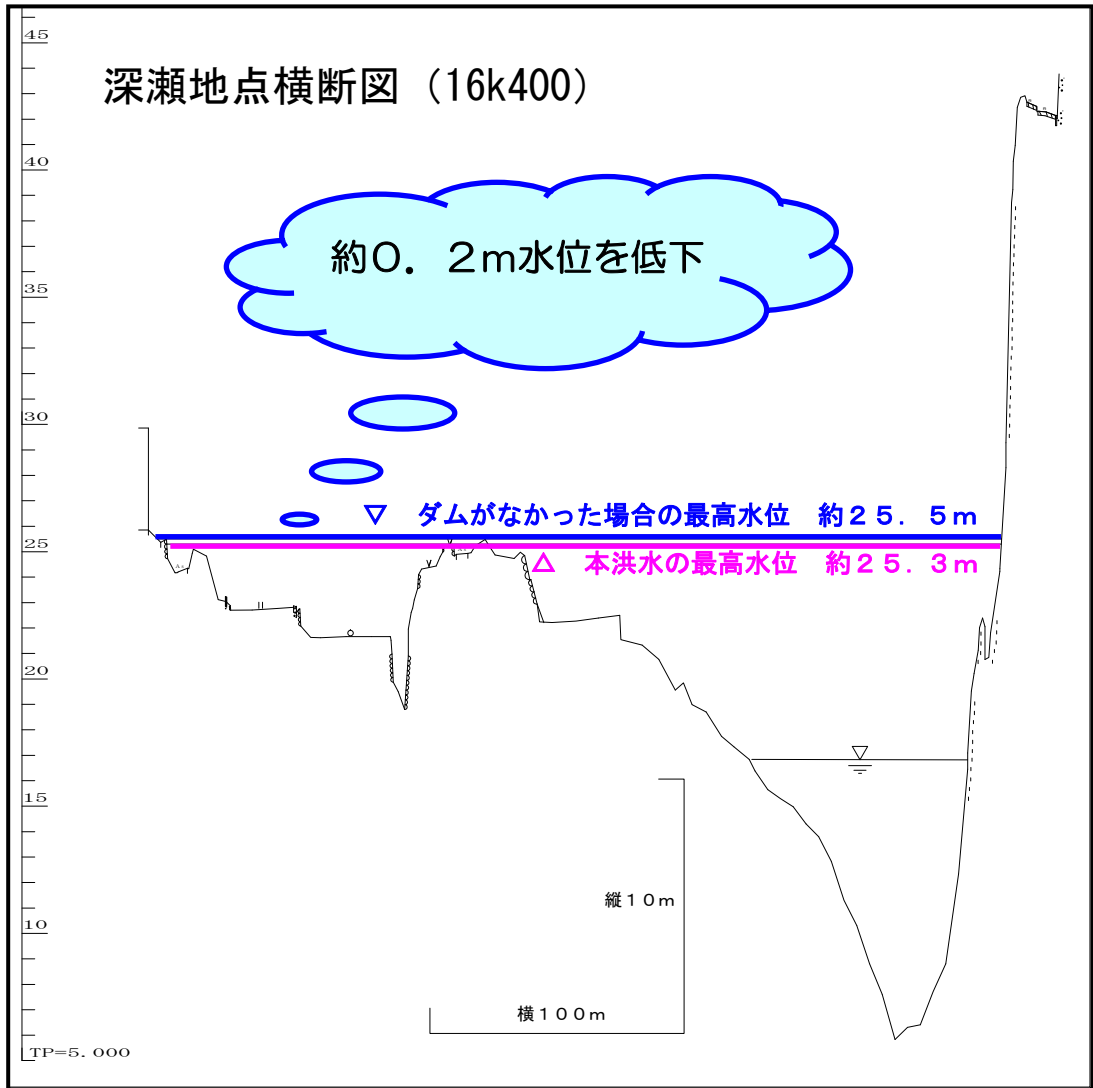 45
深瀬地点横断図（16k400）
40
約０．２ｍ水位を低下
35
30
ダムがなかった場合の最高水位　約２５．５ｍ
25
本洪水の最高水位　約２５．３ｍ
20
15
縦１０ｍ
10
横１００ｍ
TP=5.000